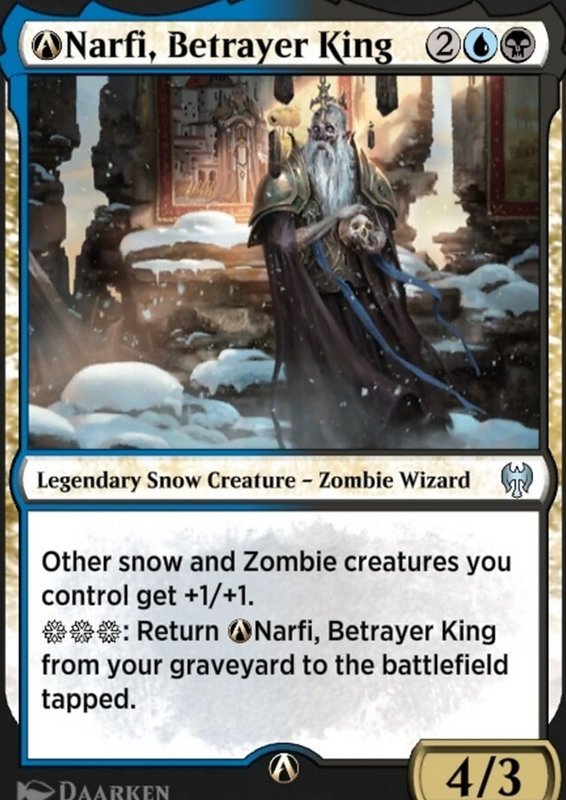 Narfi, Betrayer King 2
Legendary Snow Creature – Zombie Wizard
Other snow and Zombie creatures you
control get +1/+1.
: Return Narfi, Betrayer King
from your graveyard to the battlefield
tapped.
4/3
DAARKEN